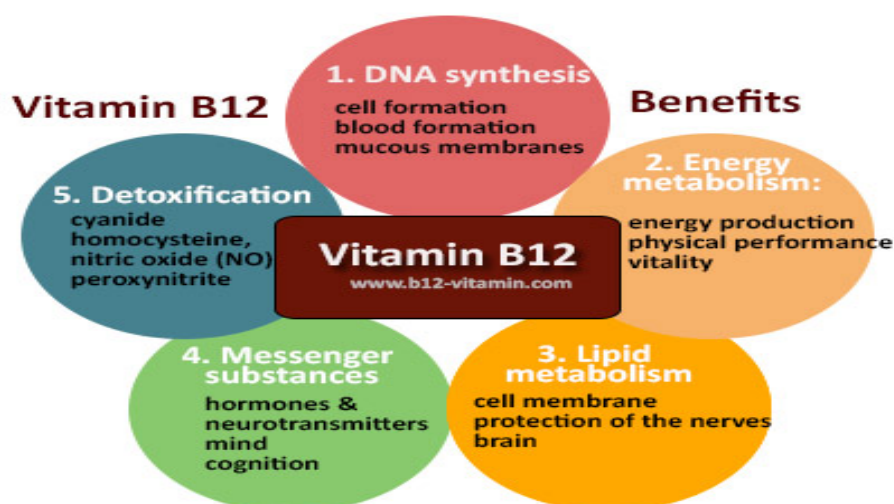 Vitamin B12
Benefits
1. DNA synthesis
cell formation
blood formation
mucous membranes
2. Energy
metabolism:
energy production
physical performance
vitality
3. Lipid
metabolism
cell membrane
protection of the nerves
brain
4. Messenger
substances
hormones &
neurotransmitters
mind
cognition
5. Detoxification
cyanide
homocysteine,
nitric oxide (NO)
peroxynitrite
Vitamin B12
www.b12-vitamin.com